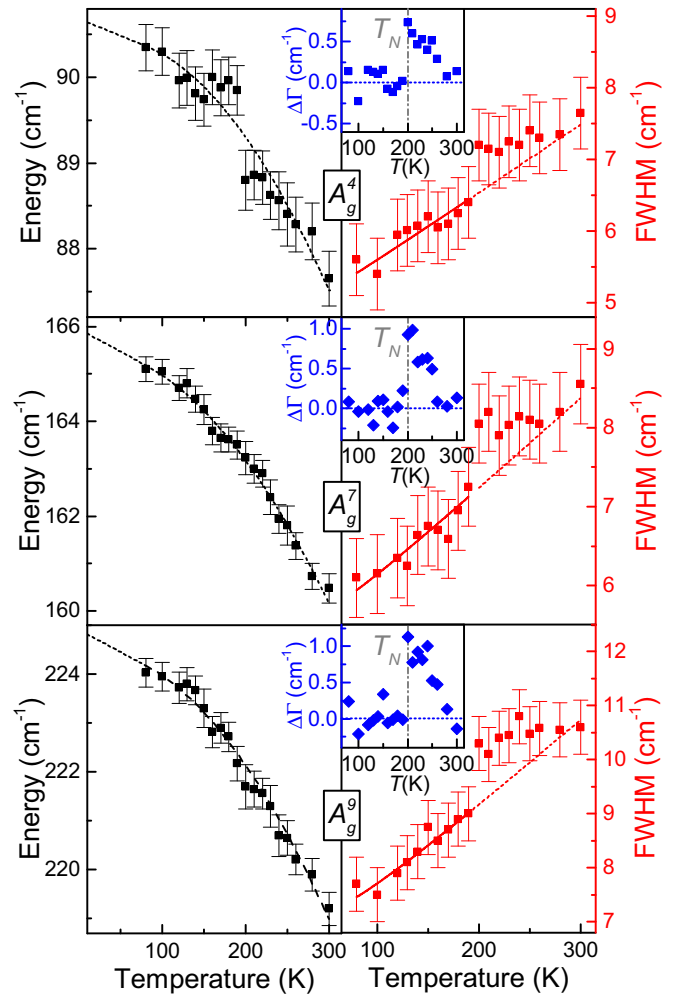 Energy (cm⁻¹)
90
89
88
ΔΓ (cm⁻¹)
0.5
0.0
-0.5
T_N
100 200 300
T(K)
A_g^4
FWHM (cm⁻¹)
9
8
7
6
5
Energy (cm⁻¹)
166
164
162
160
ΔΓ (cm⁻¹)
1.0
0.5
0.0
T_N
100 200 300
T(K)
A_g^7
FWHM (cm⁻¹)
9
8
7
6
Energy (cm⁻¹)
224
222
220
ΔΓ (cm⁻¹)
1.0
0.5
0.0
T_N
100 200 300
T(K)
A_g^9
FWHM (cm⁻¹)
12
11
10
9
8
7
100 200 300
Temperature (K)
100 150 200 250 300
Temperature (K)